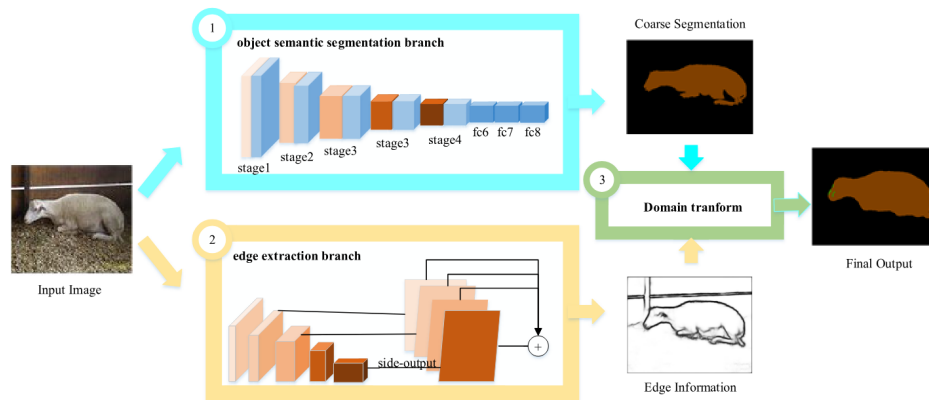 1
object semantic segmentation branch
stage1
stage2
stage3
stage3
stage4
fc6
fc7
fc8
Coarse Segmentation
Input Image
2
edge extraction branch
side-output
+
Edge Information
3
Domain tranform
Final Output